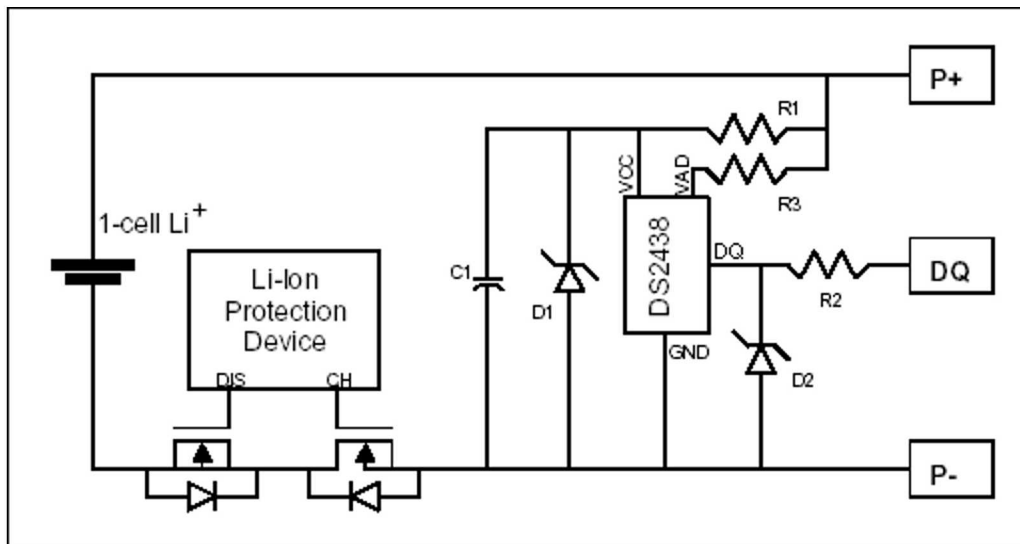 P+
R1
VCC
VAD
R3
1-cell Li+
DS2438
DQ
DQ
C1
Li-Ion
Protection
Device
D1
R2
GND
D2
DIS
CH
P-